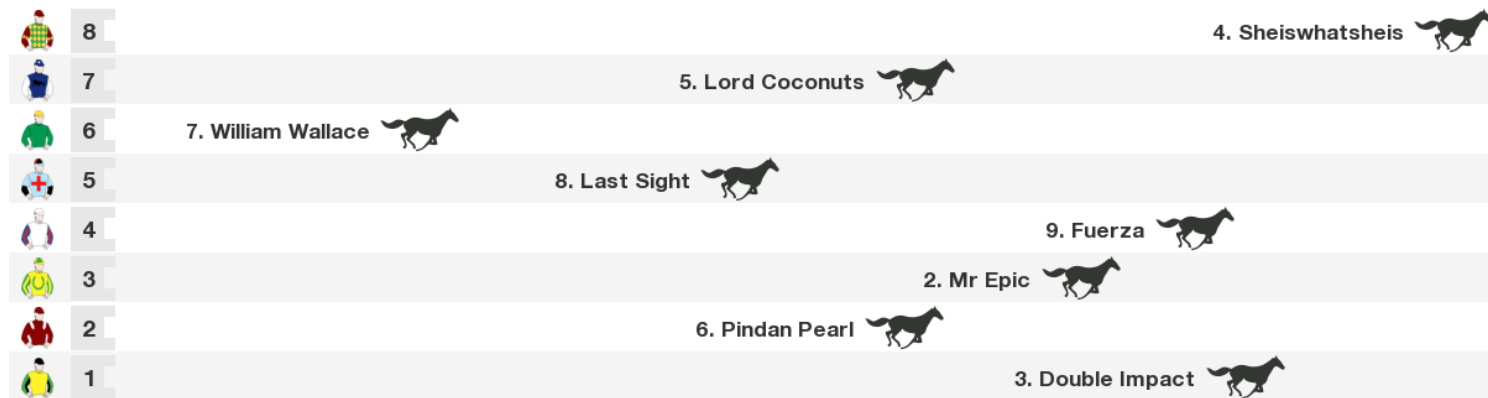 8 4. Sheiswhatsheis
7 5. Lord Coconuts
6 7. William Wallace
5 8. Last Sight
4 9. Fuerza
3 2. Mr Epic
2 6. Pindan Pearl
1 3. Double Impact